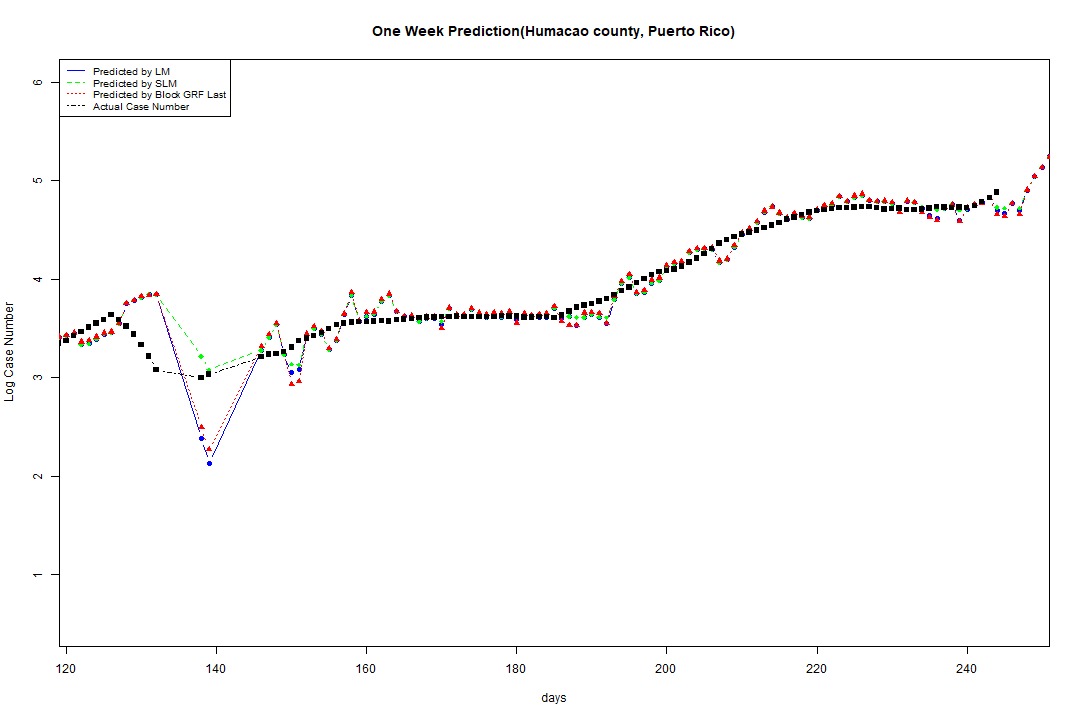 One Week Prediction(Humacao county, Puerto Rico)
Predicted by LM
Predicted by SLM
Predicted by Block GRF Last
Actual Case Number
6
5
4
3
2
1
Log Case Number
120 140 160 180 200 220 240
days